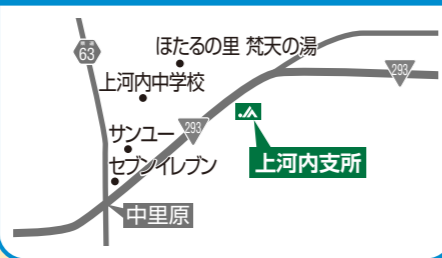 ほたるの里 梵天の湯
63
上河内中学校
293
サンユー
293
JA
セブンイレブン
上河内支所
中里原